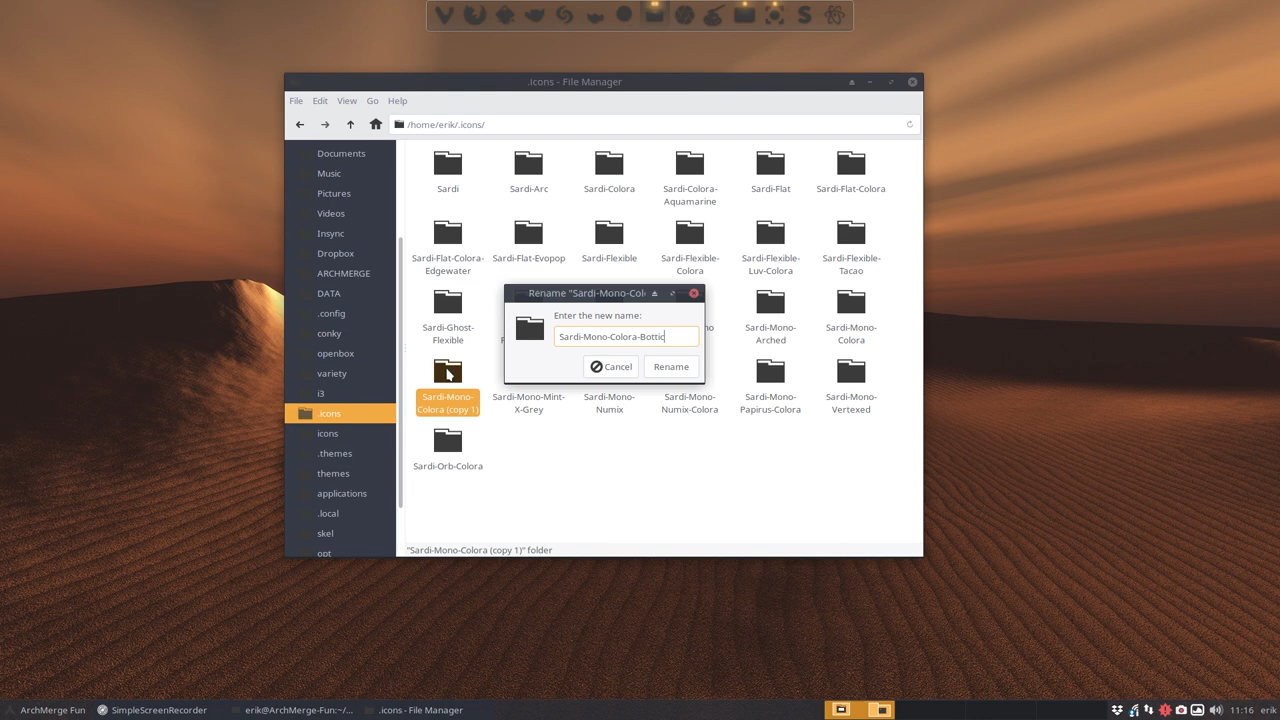 .icons - File Manager
File Edit View Go Help
/home/erik/.icons/
Documents
Music
Pictures
Videos
Insync
Dropbox
ARCHMERGE
DATA
.config
conky
openbox
variety
i3
.icons
icons
.themes
themes
applications
.local
skel
opt
Sardi
Sardi-Arc
Sardi-Colora
Sardi-Colora-
Aquamarine
Sardi-Flat
Sardi-Flat-Colora
Sardi-Flat-Colora-
Edgewater
Sardi-Flat-Evopop
Sardi-Flexible
Sardi-Flexible-
Colora
Sardi-Flexible-
Luv-Colora
Sardi-Flexible-
Tacao
Sardi-Ghost-
Flexible
Sardi-Mono-
Arched
Sardi-Mono-
Colora
Rename "Sardi-Mono-Col
Enter the new name:
Sardi-Mono-Colora-Bottic
Cancel
Rename
Sardi-Mono-
Colora (copy 1)
Sardi-Mono-Mint-
X-Grey
Sardi-Mono-
Numix
Sardi-Mono-
Numix-Colora
Sardi-Mono-
Papirus-Colora
Sardi-Mono-
Vertexed
Sardi-Orb-Colora
"Sardi-Mono-Colora (copy 1)" folder
ArchMerge Fun
SimpleScreenRecorder
erik@ArchMerge-Fun:~/...
.icons - File Manager
11:16
erik